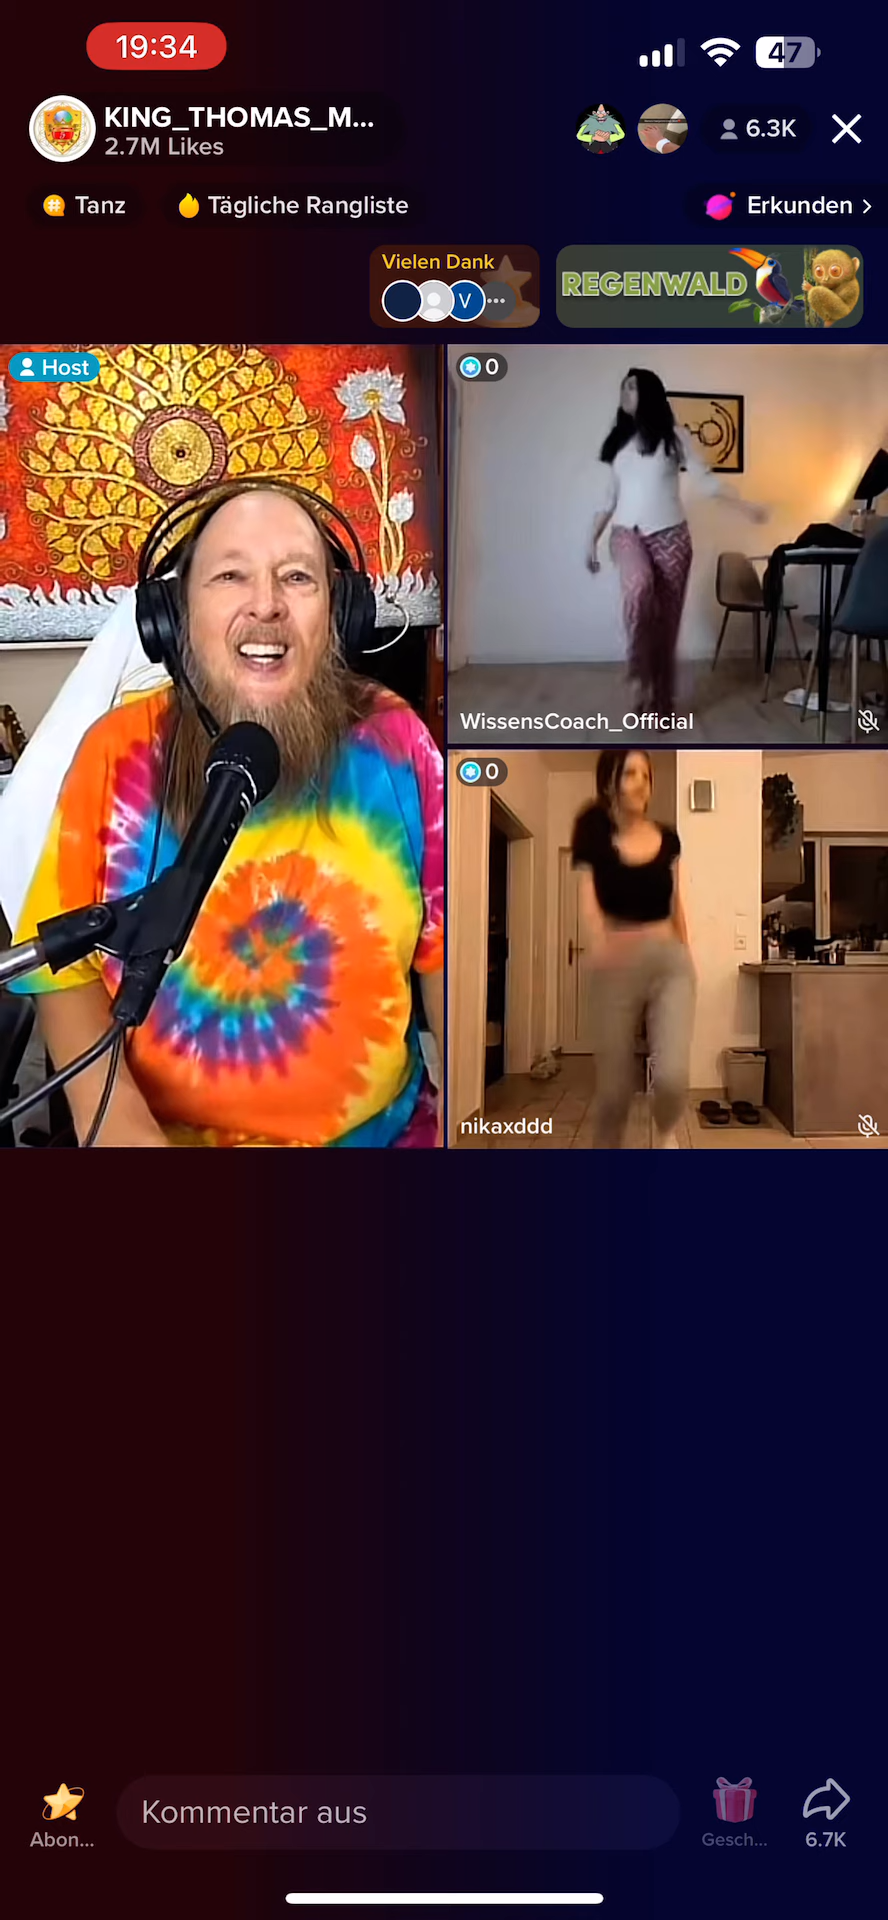 19:34
47
KING_THOMAS_M...
2.7M Likes
6.3K
Tanz
Tägliche Rangliste
Erkunden >
Vielen Dank
V
REGENWALD
Host
0
WissensCoach_Official
0
nikaxddd
Abon...
Kommentar aus
Gesch...
6.7K